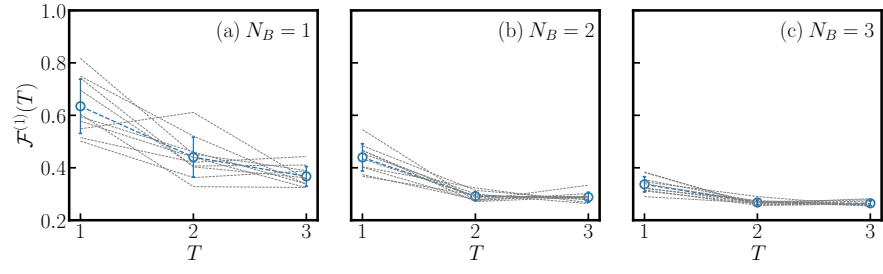 (a) N_B = 1
(b) N_B = 2
(c) N_B = 3
F^(1)(T)
1.0
0.8
0.6
0.4
0.2
1 2 3
1 2 3
1 2 3
T
T
T